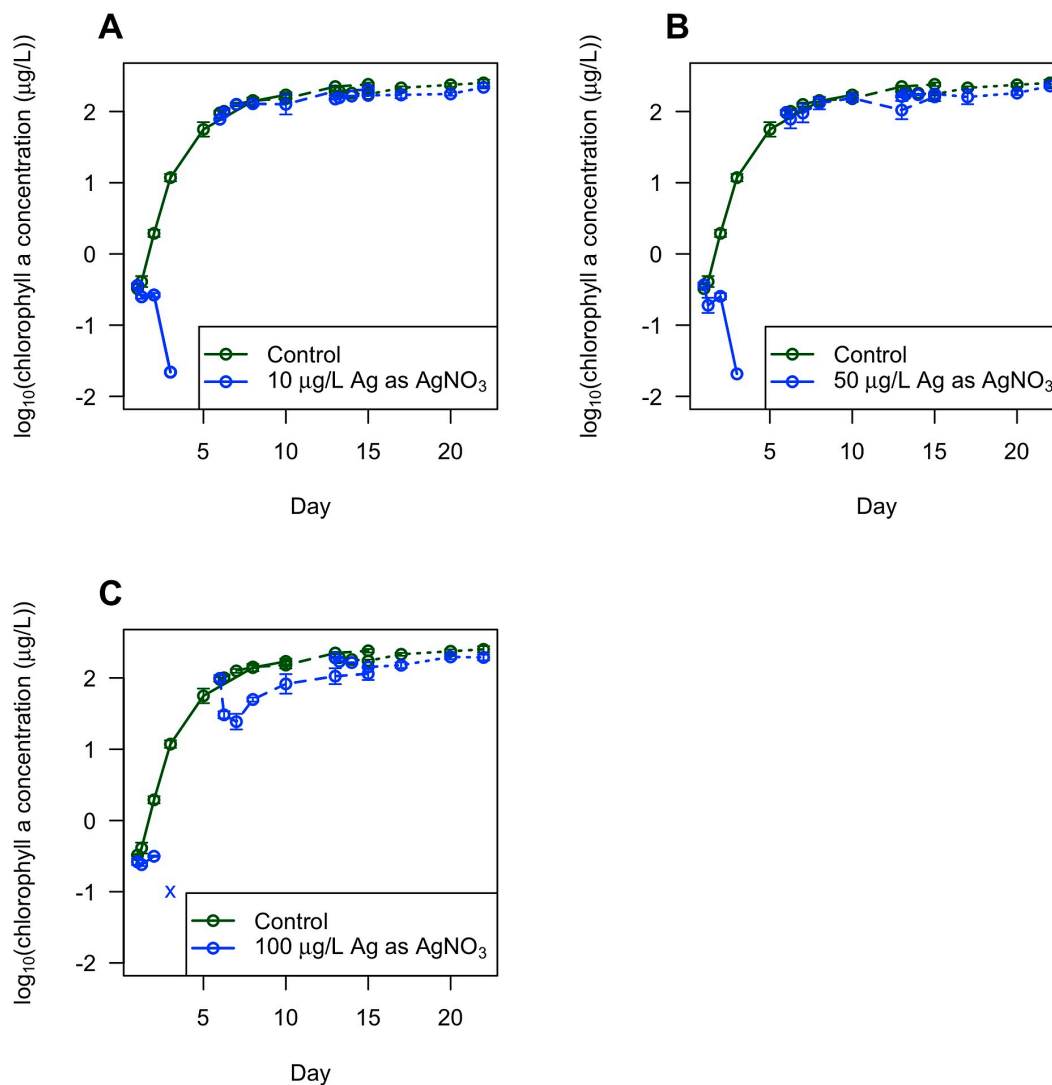 A
log₁₀(chlorophyll a concentration (µg/L))
2
1
0
-1
-2
Control
10 µg/L Ag as AgNO₃
5 10 15 20
Day
B
log₁₀(chlorophyll a concentration (µg/L))
2
1
0
-1
-2
Control
50 µg/L Ag as AgNO₃
5 10 15 20
Day
C
log₁₀(chlorophyll a concentration (µg/L))
2
1
0
-1
-2
x
Control
100 µg/L Ag as AgNO₃
5 10 15 20
Day